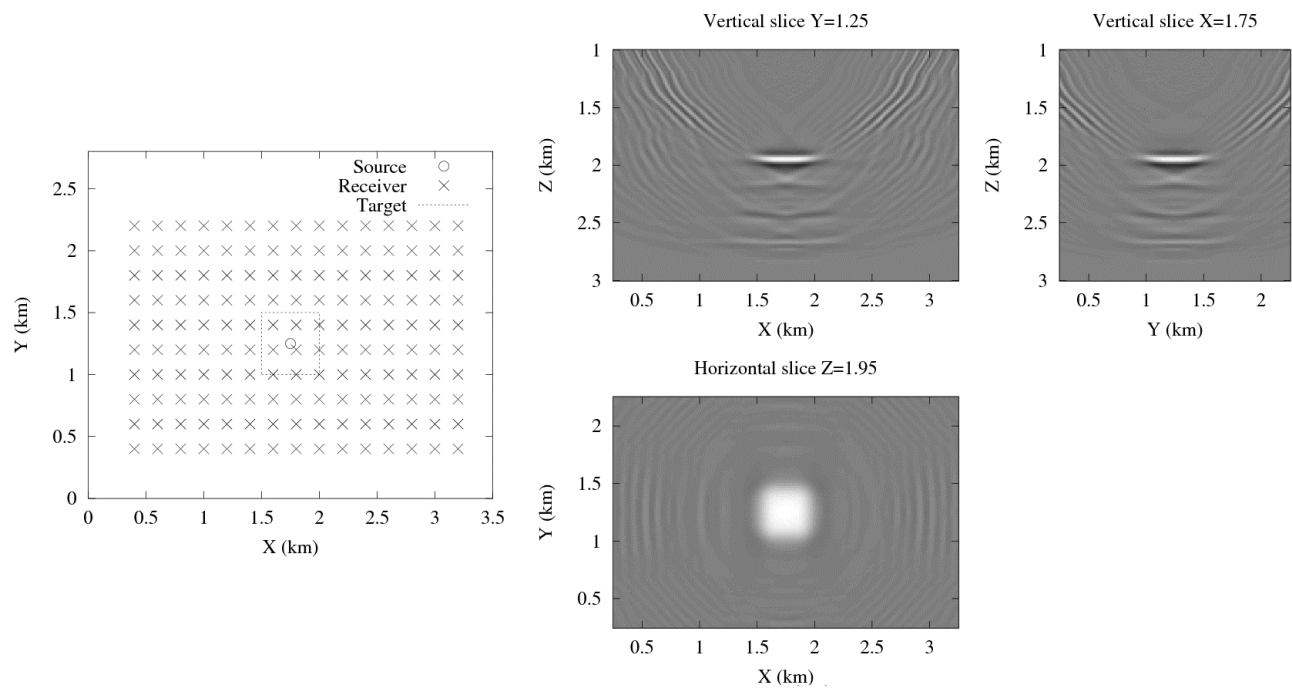 Source
Receiver
Target
2.5
2
1.5
1
0.5
0
Y (km)
0 0.5 1 1.5 2 2.5 3 3.5
X (km)
Vertical slice Y=1.25
1
1.5
2
2.5
3
Z (km)
0.5 1 1.5 2 2.5 3
X (km)
Vertical slice X=1.75
1
1.5
2
2.5
3
Z (km)
0.5 1 1.5 2
Y (km)
Horizontal slice Z=1.95
2
1.5
1
0.5
Y (km)
0.5 1 1.5 2 2.5 3
X (km)